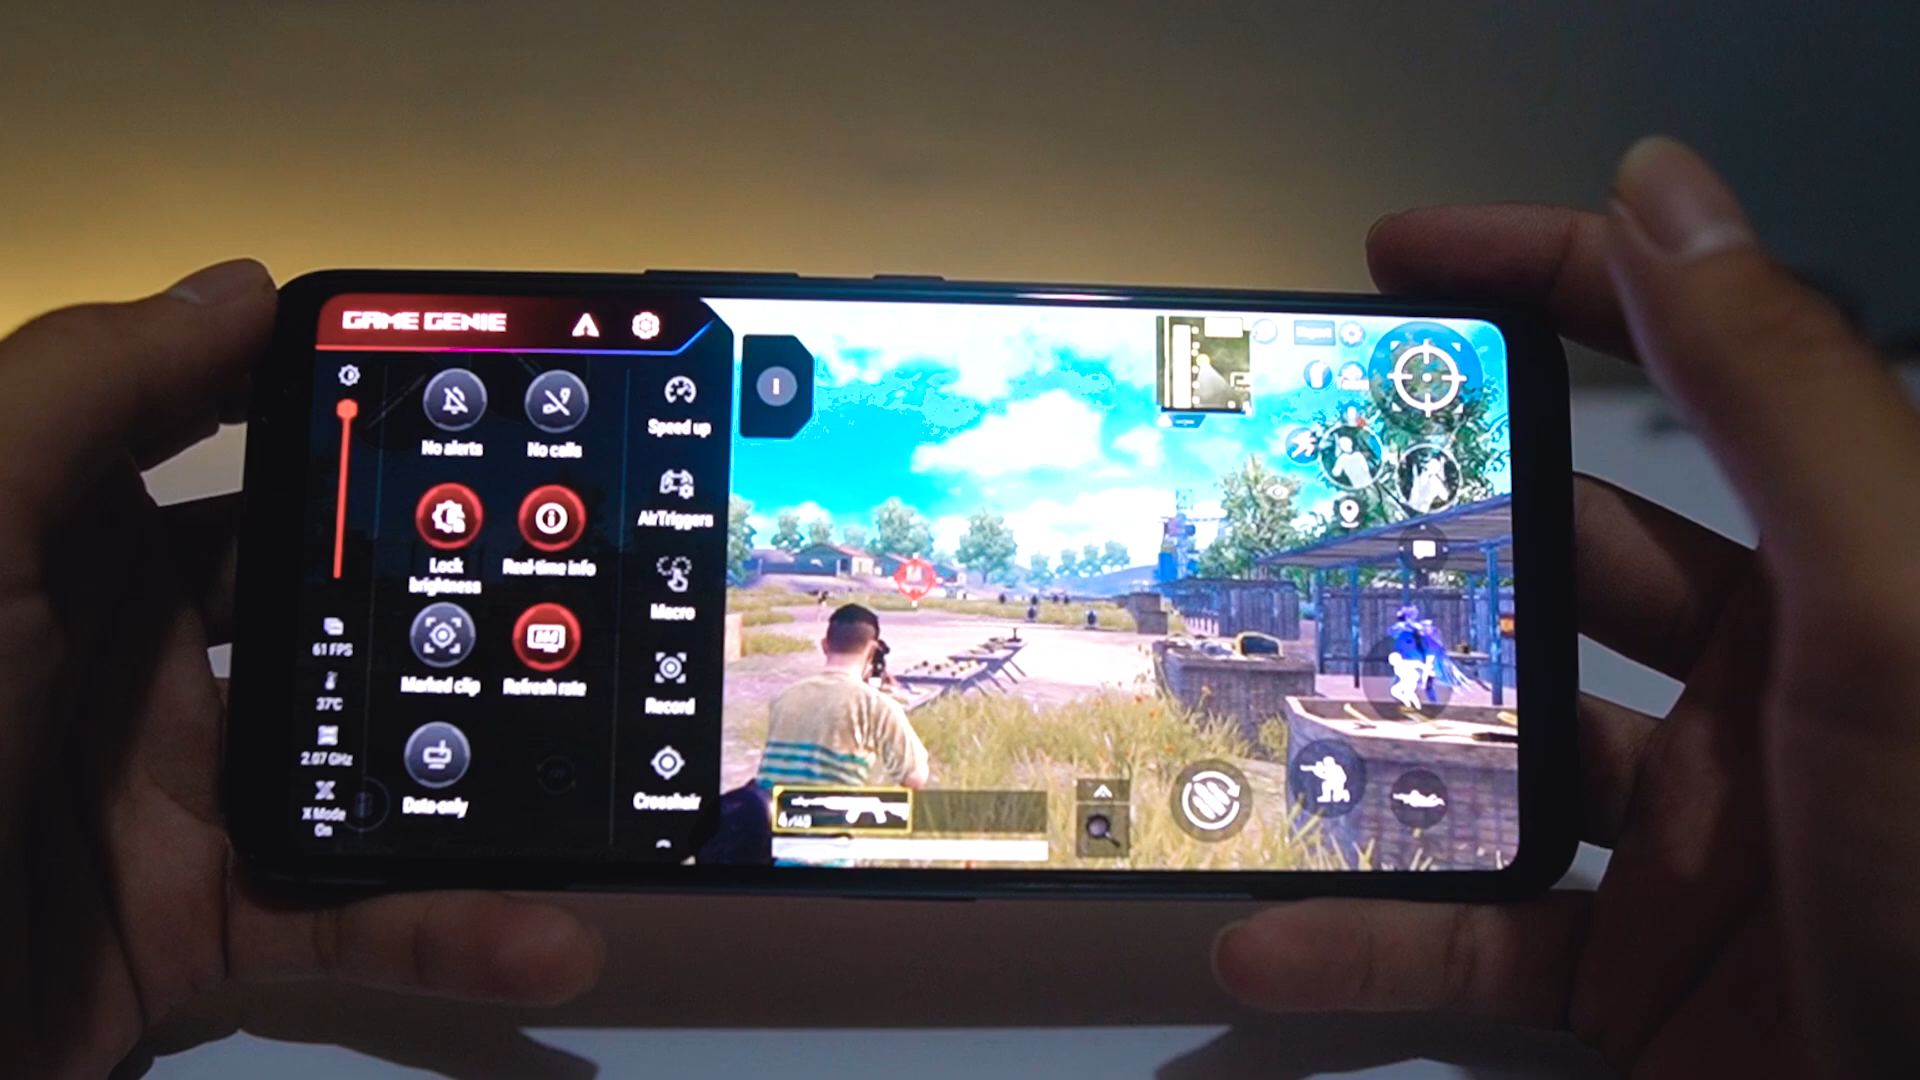 GAME GENIE
No alerts
No calls
Lock
brightness
Real-time info
Marked clip
Refresh rate
Data only
61 FPS
37°C
2.07 GHz
X Mode
On
Speed up
AirTriggers
Macro
Record
Crosshair